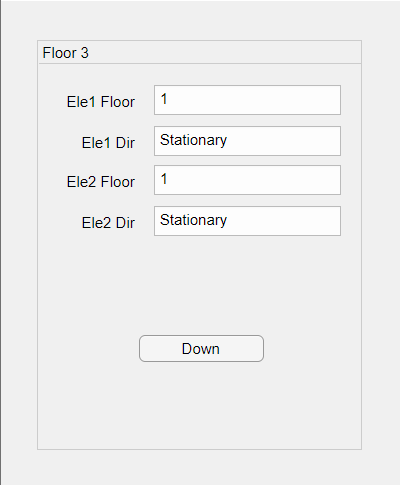 Floor 3
Ele1 Floor 1
Ele1 Dir Stationary
Ele2 Floor 1
Ele2 Dir Stationary
Down